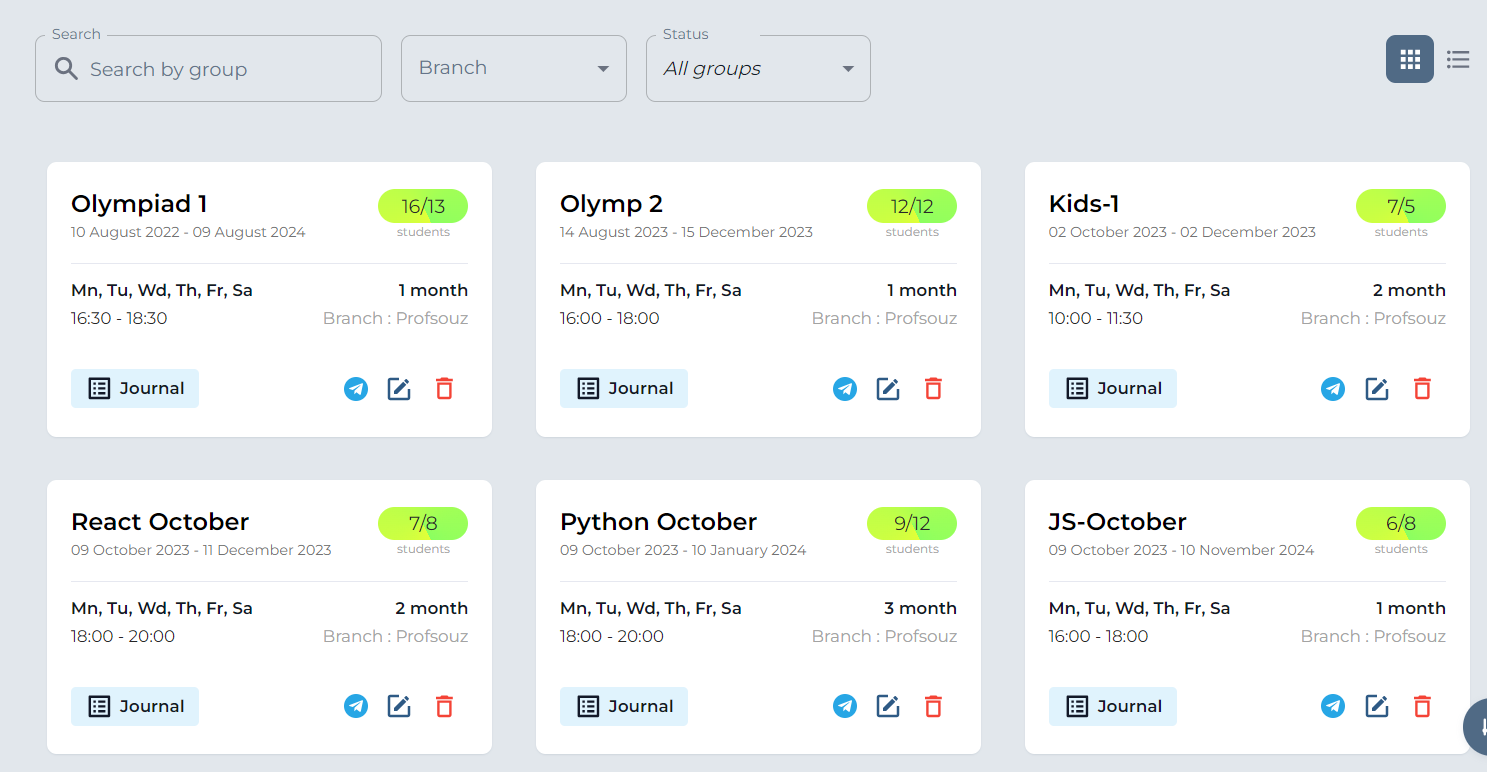 Search
Search by group
Branch
Status
All groups
Olympiad 1
16/13
10 August 2022 - 09 August 2024
students
Mn, Tu, Wd, Th, Fr, Sa
1 month
16:30 - 18:30
Branch : Profsouz
Journal
Olymp 2
12/12
14 August 2023 - 15 December 2023
students
Mn, Tu, Wd, Th, Fr, Sa
1 month
16:00 - 18:00
Branch : Profsouz
Journal
Kids-1
7/5
02 October 2023 - 02 December 2023
students
Mn, Tu, Wd, Th, Fr, Sa
2 month
10:00 - 11:30
Branch : Profsouz
Journal
React October
7/8
09 October 2023 - 11 December 2023
students
Mn, Tu, Wd, Th, Fr, Sa
2 month
18:00 - 20:00
Branch : Profsouz
Journal
Python October
9/12
09 October 2023 - 10 January 2024
students
Mn, Tu, Wd, Th, Fr, Sa
3 month
18:00 - 20:00
Branch : Profsouz
Journal
JS-October
6/8
09 October 2023 - 10 November 2024
students
Mn, Tu, Wd, Th, Fr, Sa
1 month
16:00 - 18:00
Branch : Profsouz
Journal